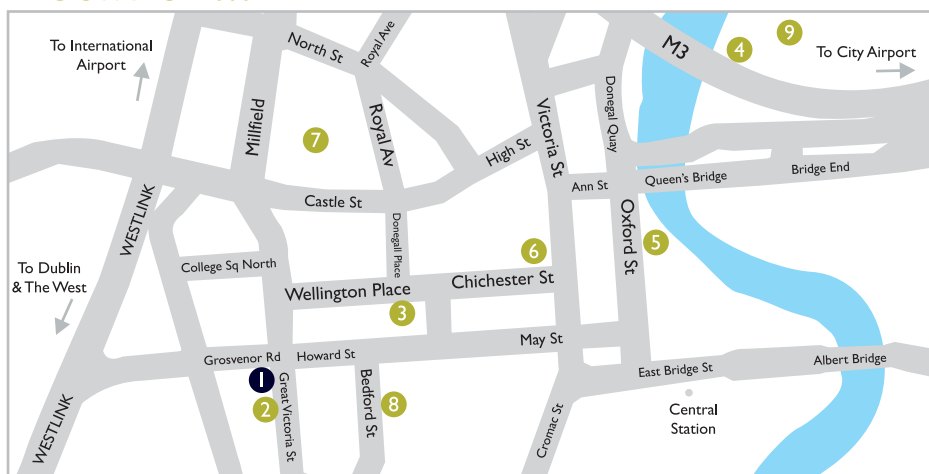 To International
Airport
North St
Royal Ave
M3
4
9
To City Airport
Millfield
7
Royal Av
High St
Victoria St
Donegal Quay
Ann St
Queen's Bridge
Bridge End
WESTLINK
Castle St
Donegall Place
Oxford St
5
6
College Sq North
To Dublin
& The West
Wellington Place
Chichester St
3
May St
Grosvenor Rd
Howard St
East Bridge St
Albert Bridge
1
2
Great Victoria St
Bedford St
8
Cromac St
Central
Station
WESTLINK